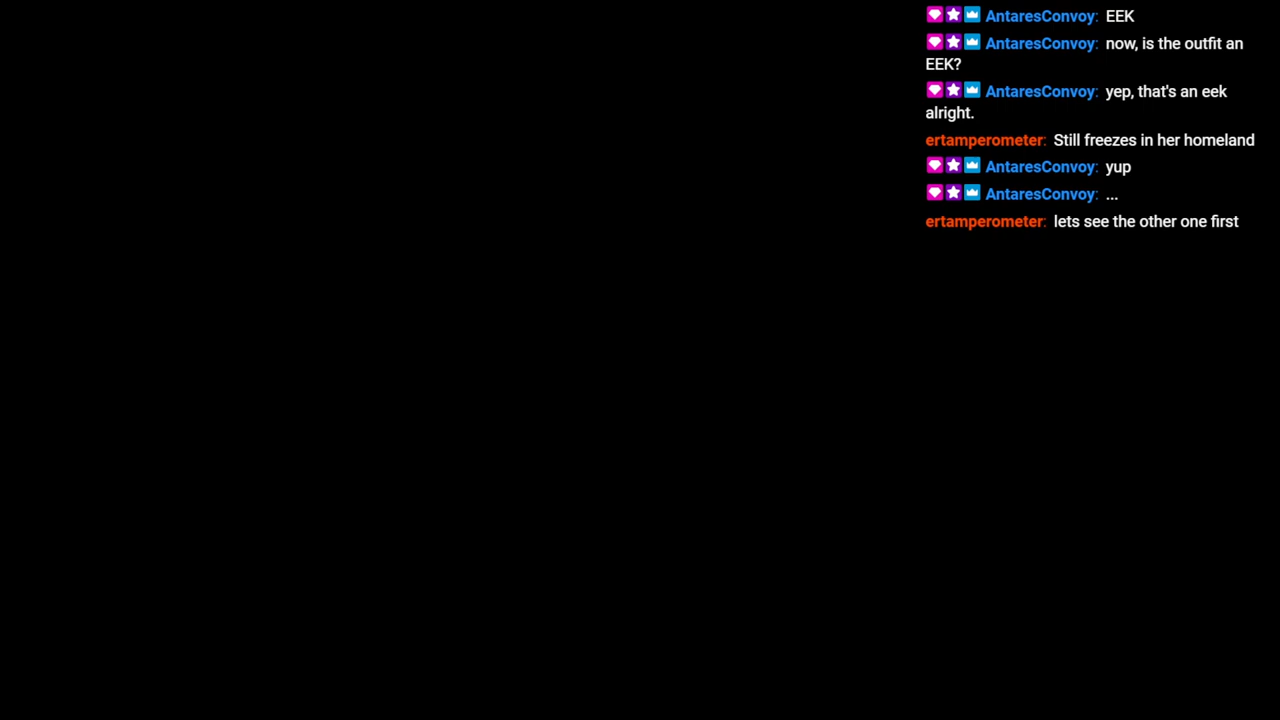 AntaresConvoy: EEK
AntaresConvoy: now, is the outfit an
EEK?
AntaresConvoy: yep, that's an eek
alright.
ertamperometer: Still freezes in her homeland
AntaresConvoy: yup
AntaresConvoy: ...
ertamperometer: lets see the other one first